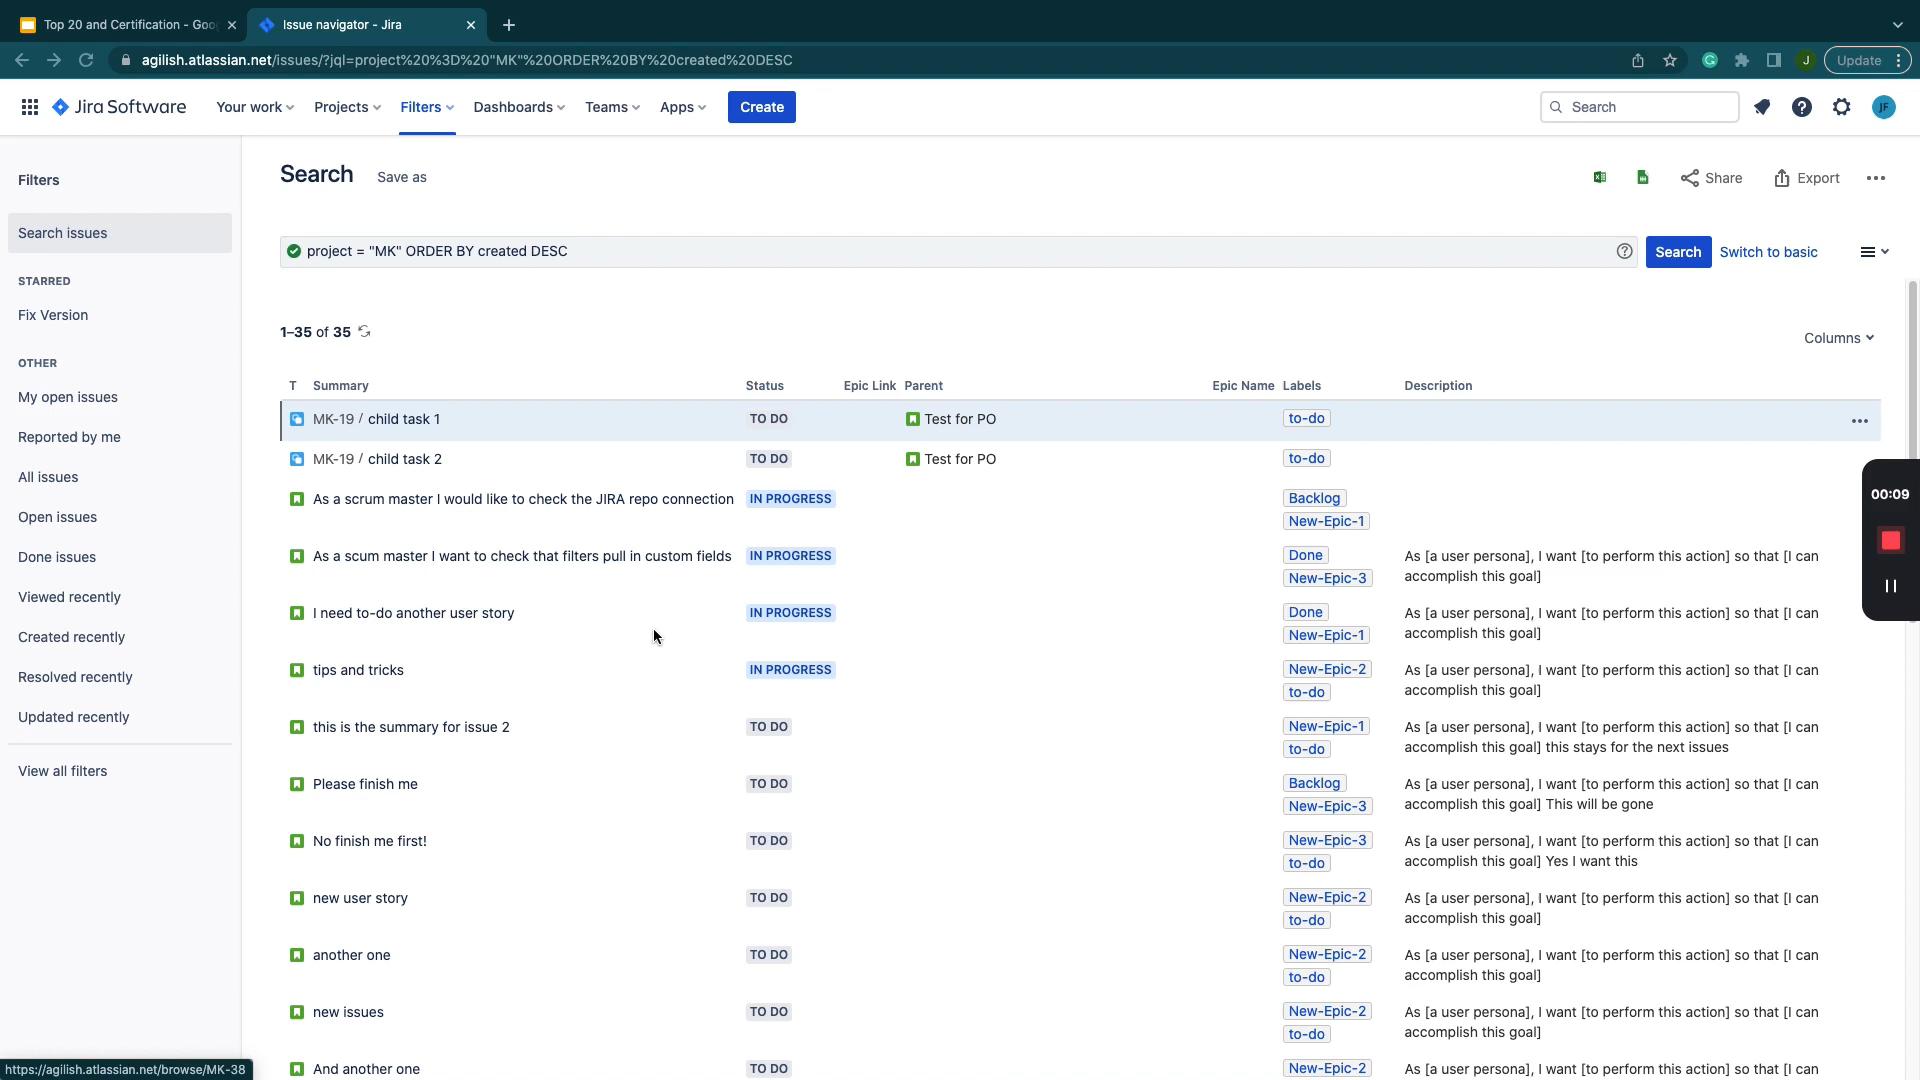 Top 20 and Certification - Goo
Issue navigator - Jira
agilish.atlassian.net/issues/?jql=project%20%3D%20"MK"%20ORDER%20BY%20created%20DESC
J
Update
Jira Software
Your work
Projects
Filters
Dashboards
Teams
Apps
Create
Search
JF
Filters
Search issues
STARRED
Fix Version
OTHER
My open issues
Reported by me
All issues
Open issues
Done issues
Viewed recently
Created recently
Resolved recently
Updated recently
View all filters
Search
Save as
Share
Export
project = "MK" ORDER BY created DESC
Search
Switch to basic
1–35 of 35
Columns
T Summary Status Epic Link Parent Epic Name Labels Description
MK-19 / child task 1 TO DO Test for PO to-do
MK-19 / child task 2 TO DO Test for PO to-do
As a scrum master I would like to check the JIRA repo connection IN PROGRESS Backlog
New-Epic-1
As a scum master I want to check that filters pull in custom fields IN PROGRESS Done As [a user persona], I want [to perform this action] so that [I can
New-Epic-3 accomplish this goal]
I need to-do another user story IN PROGRESS Done As [a user persona], I want [to perform this action] so that [I can
New-Epic-1 accomplish this goal]
tips and tricks IN PROGRESS New-Epic-2 As [a user persona], I want [to perform this action] so that [I can
to-do accomplish this goal]
this is the summary for issue 2 TO DO New-Epic-1 As [a user persona], I want [to perform this action] so that [I can
to-do accomplish this goal] this stays for the next issues
Please finish me TO DO Backlog As [a user persona], I want [to perform this action] so that [I can
New-Epic-3 accomplish this goal] This will be gone
No finish me first! TO DO New-Epic-3 As [a user persona], I want [to perform this action] so that [I can
to-do accomplish this goal] Yes I want this
new user story TO DO New-Epic-2 As [a user persona], I want [to perform this action] so that [I can
to-do accomplish this goal]
another one TO DO New-Epic-2 As [a user persona], I want [to perform this action] so that [I can
to-do accomplish this goal]
new issues TO DO New-Epic-2 As [a user persona], I want [to perform this action] so that [I can
to-do accomplish this goal]
And another one TO DO New-Epic-2 As [a user persona], I want [to perform this action] so that [I can
00:09
https://agilish.atlassian.net/browse/MK-38